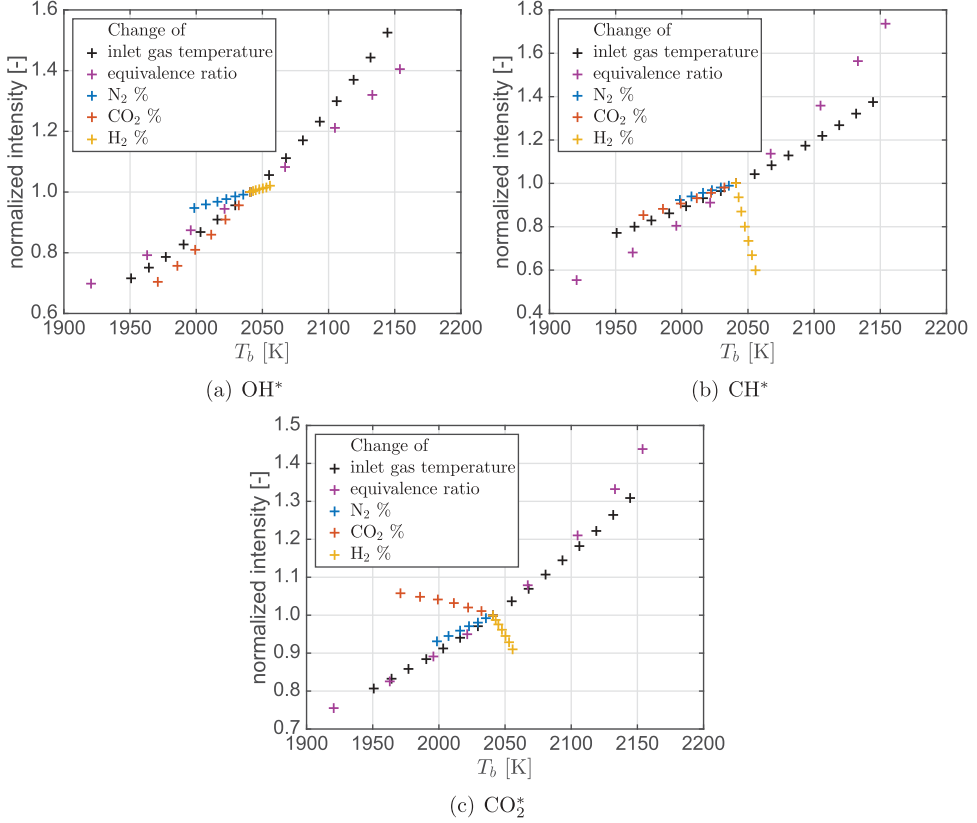 normalized intensity [-]
1.6
1.4
1.2
1.0
0.8
0.6
Change of
inlet gas temperature
equivalence ratio
N₂ %
CO₂ %
H₂ %
1900 1950 2000 2050 2100 2150 2200
T_b [K]
(a) OH*
normalized intensity [-]
1.8
1.6
1.4
1.2
1.0
0.8
0.6
0.4
Change of
inlet gas temperature
equivalence ratio
N₂ %
CO₂ %
H₂ %
1900 1950 2000 2050 2100 2150 2200
T_b [K]
(b) CH*
normalized intensity [-]
1.5
1.4
1.3
1.2
1.1
1.0
0.9
0.8
0.7
Change of
inlet gas temperature
equivalence ratio
N₂ %
CO₂ %
H₂ %
1900 1950 2000 2050 2100 2150 2200
T_b [K]
(c) CO₂*